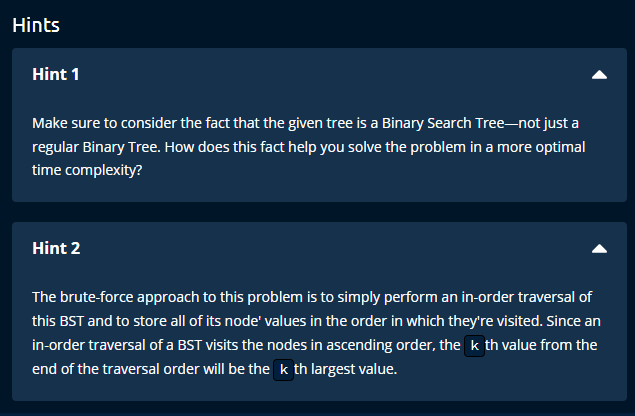 Hints
Hint 1
Make sure to consider the fact that the given tree is a Binary Search Tree—not just a
regular Binary Tree. How does this fact help you solve the problem in a more optimal
time complexity?
Hint 2
The brute-force approach to this problem is to simply perform an in-order traversal of
this BST and to store all of its node' values in the order in which they're visited. Since an
in-order traversal of a BST visits the nodes in ascending order, the k th value from the
end of the traversal order will be the k th largest value.